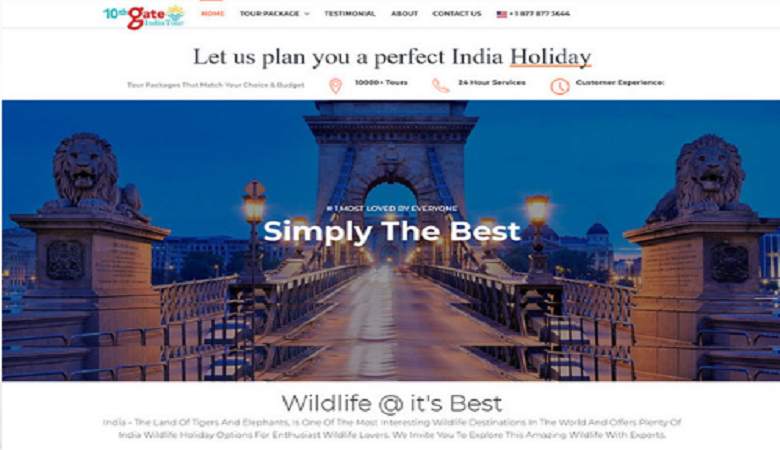 10th Gate India Tour
HOME TOUR PACKAGE TESTIMONIAL ABOUT CONTACT US +1 877 877 3644
Let us plan you a perfect India Holiday
Tour Packages That Match Your Choice & Budget 10000+ Tours 24 Hour Services Customer Experience:
# 1 MOST LOVED BY EVERYONE
Simply The Best
Wildlife @ it's Best
India - The Land Of Tigers And Elephants, Is One Of The Most Interesting Wildlife Destinations In The World And Offers Plenty Of
India Wildlife Holiday Options For Enthusiast Wildlife Lovers. We Invite You To Explore This Amazing Wildlife With Experts.